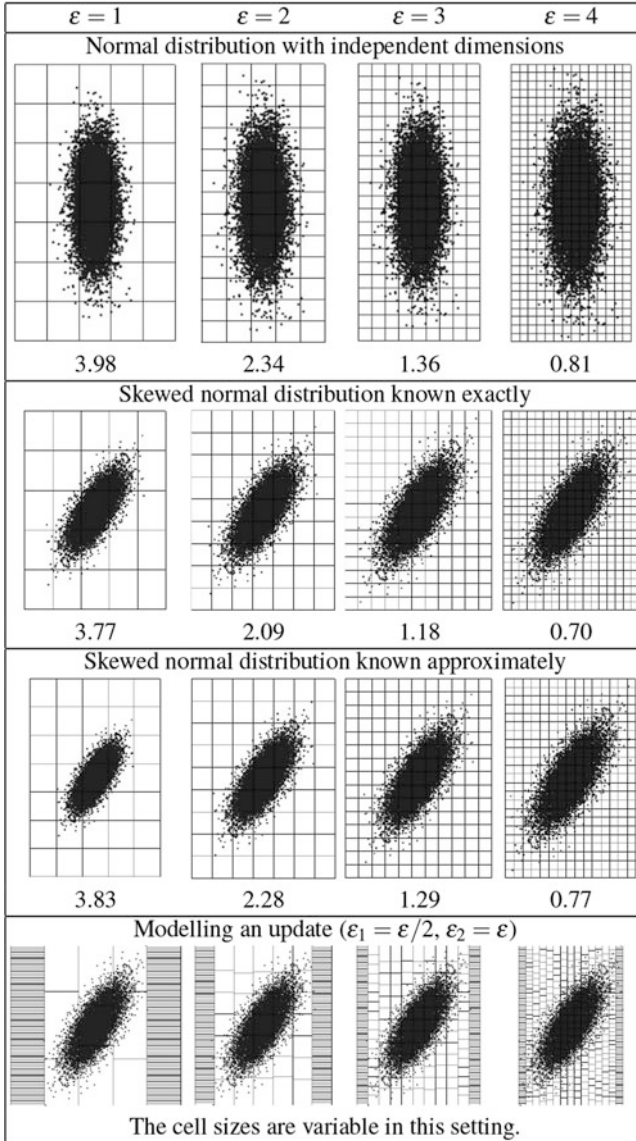 ε = 1 ε = 2 ε = 3 ε = 4
Normal distribution with independent dimensions
3.98 2.34 1.36 0.81
Skewed normal distribution known exactly
3.77 2.09 1.18 0.70
Skewed normal distribution known approximately
3.83 2.28 1.29 0.77
Modelling an update (ε₁ = ε/2, ε₂ = ε)
The cell sizes are variable in this setting.